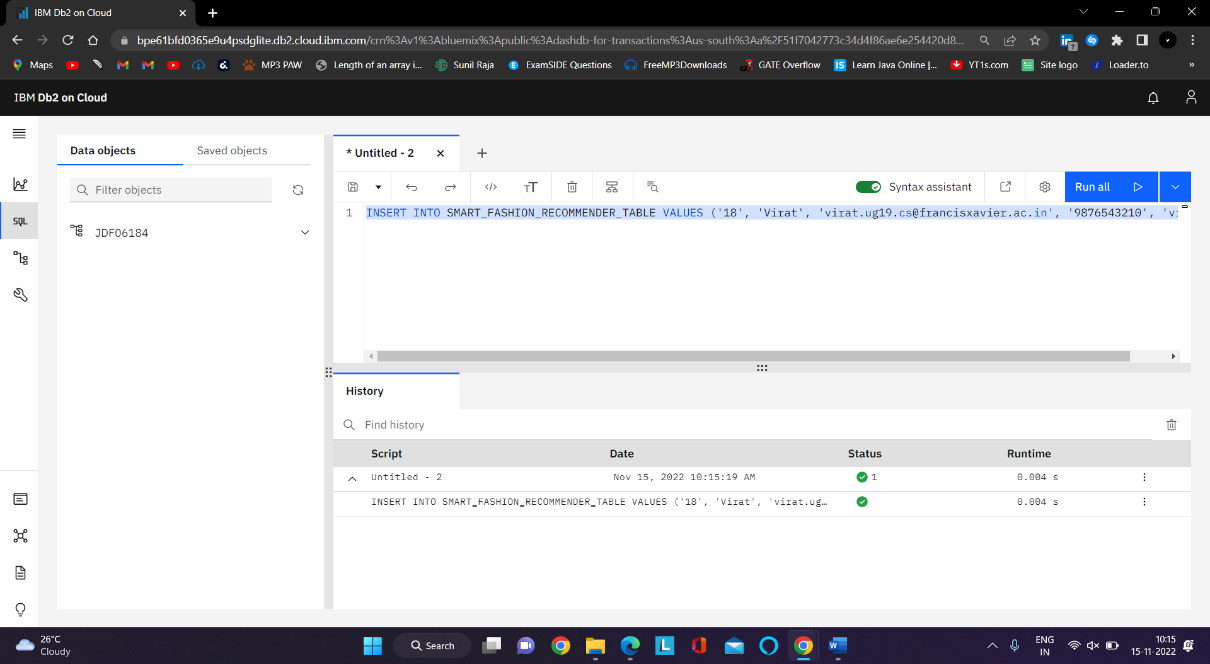 IBM Db2 on Cloud
bpe61bfd0365e9u4psdglite.db2.cloud.ibm.com/crn%3Av1%3Abluemix%3Apublic%3Adashdb-for-transactions%3Aus-south%3Aa%2F51f7042773c34d4f86ae6e254420d8...
Maps
MP3 PAW
Length of an array i...
Sunil Raja
ExamSIDE Questions
FreeMP3Downloads
GATE Overflow
Learn Java Online |...
YT1s.com
Site logo
Loader.to
»
IBM Db2 on Cloud
Data objects
Saved objects
* Untitled - 2
Filter objects
Syntax assistant
Run all
SQL
JDF06184
1 INSERT INTO SMART_FASHION_RECOMMENDER_TABLE VALUES ('18', 'Virat', 'virat.ug19.cs@francisxavier.ac.in', '9876543210', 'vi
History
Find history
Script Date Status Runtime
Untitled - 2 Nov 15, 2022 10:15:19 AM 1 0.004 s
INSERT INTO SMART_FASHION_RECOMMENDER_TABLE VALUES ('18', 'Virat', 'virat.ug… 0.004 s
26°C
Cloudy
Search
ENG
IN
10:15
15-11-2022